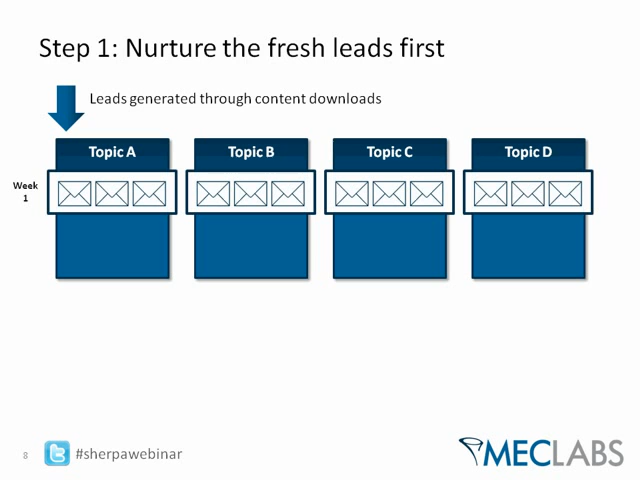 Step 1: Nurture the fresh leads first
Leads generated through content downloads
Topic A
Topic B
Topic C
Topic D
Week
1
8
#sherpawebinar
MECLABS